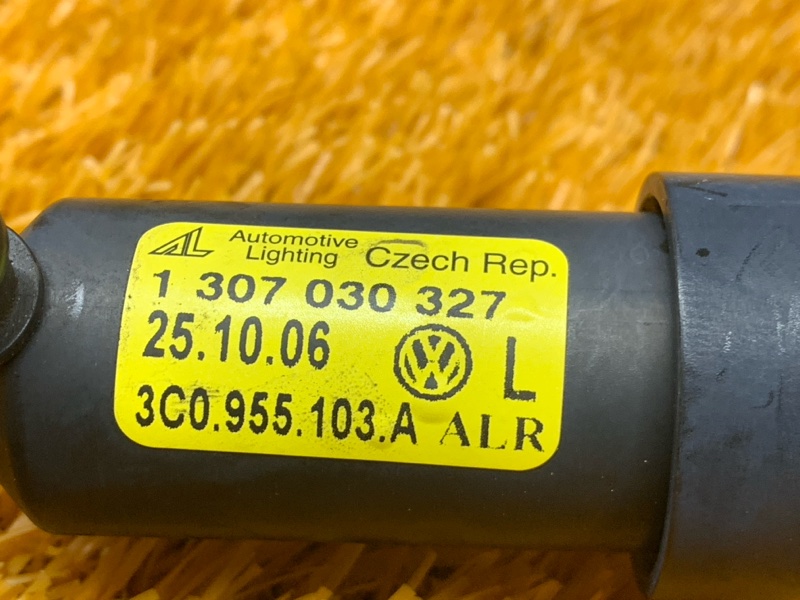 AL Automotive Lighting Czech Rep.
1 307 030 327
25.10.06 VW L
3C0.955.103.A ALR